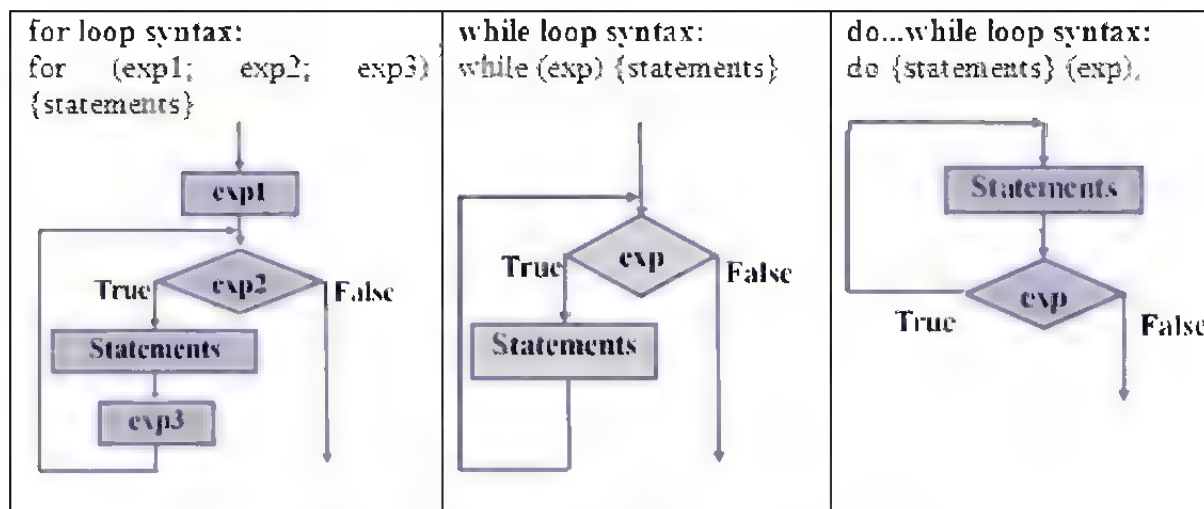 for loop syntax:
for (exp1; exp2; exp3)
{statements}
exp1
exp2
True
False
Statements
exp3
while loop syntax:
while (exp) {statements}
exp
True
False
Statements
do...while loop syntax:
do {statements} (exp),
Statements
exp
True
False